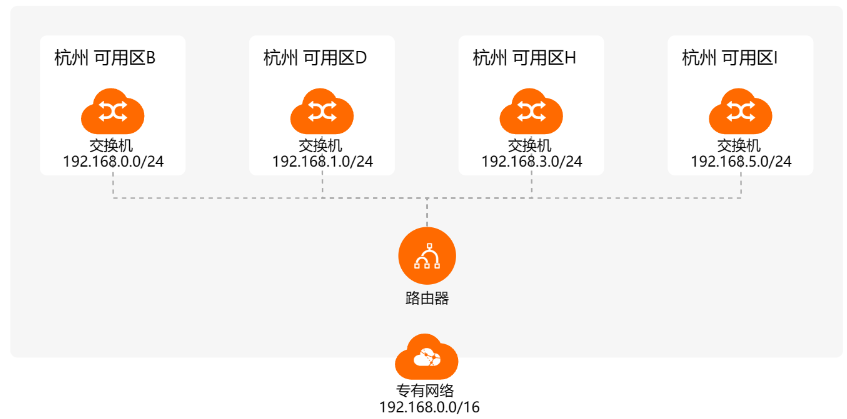 杭州 可用区B
杭州 可用区D
杭州 可用区H
杭州 可用区I
交换机
192.168.0.0/24
交换机
192.168.1.0/24
交换机
192.168.3.0/24
交换机
192.168.5.0/24
路由器
专有网络
192.168.0.0/16